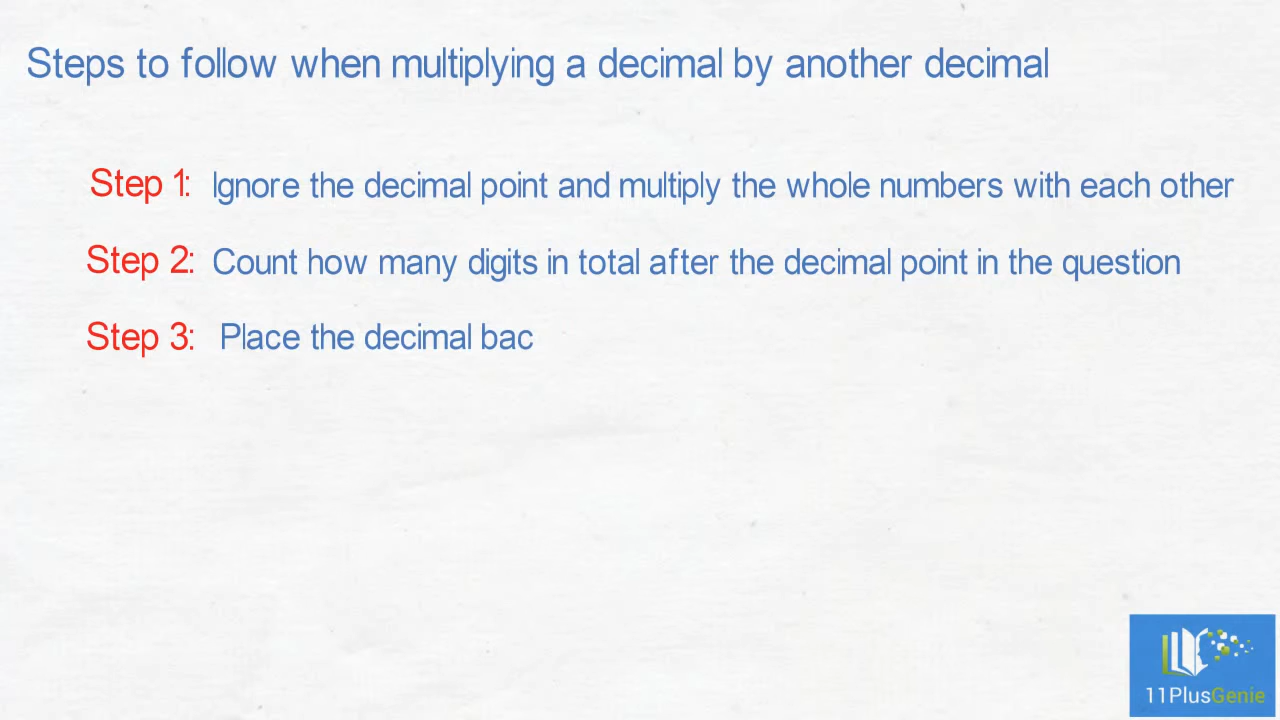 Steps to follow when multiplying a decimal by another decimal
Step 1: Ignore the decimal point and multiply the whole numbers with each other
Step 2: Count how many digits in total after the decimal point in the question
Step 3: Place the decimal bac
11PlusGenie